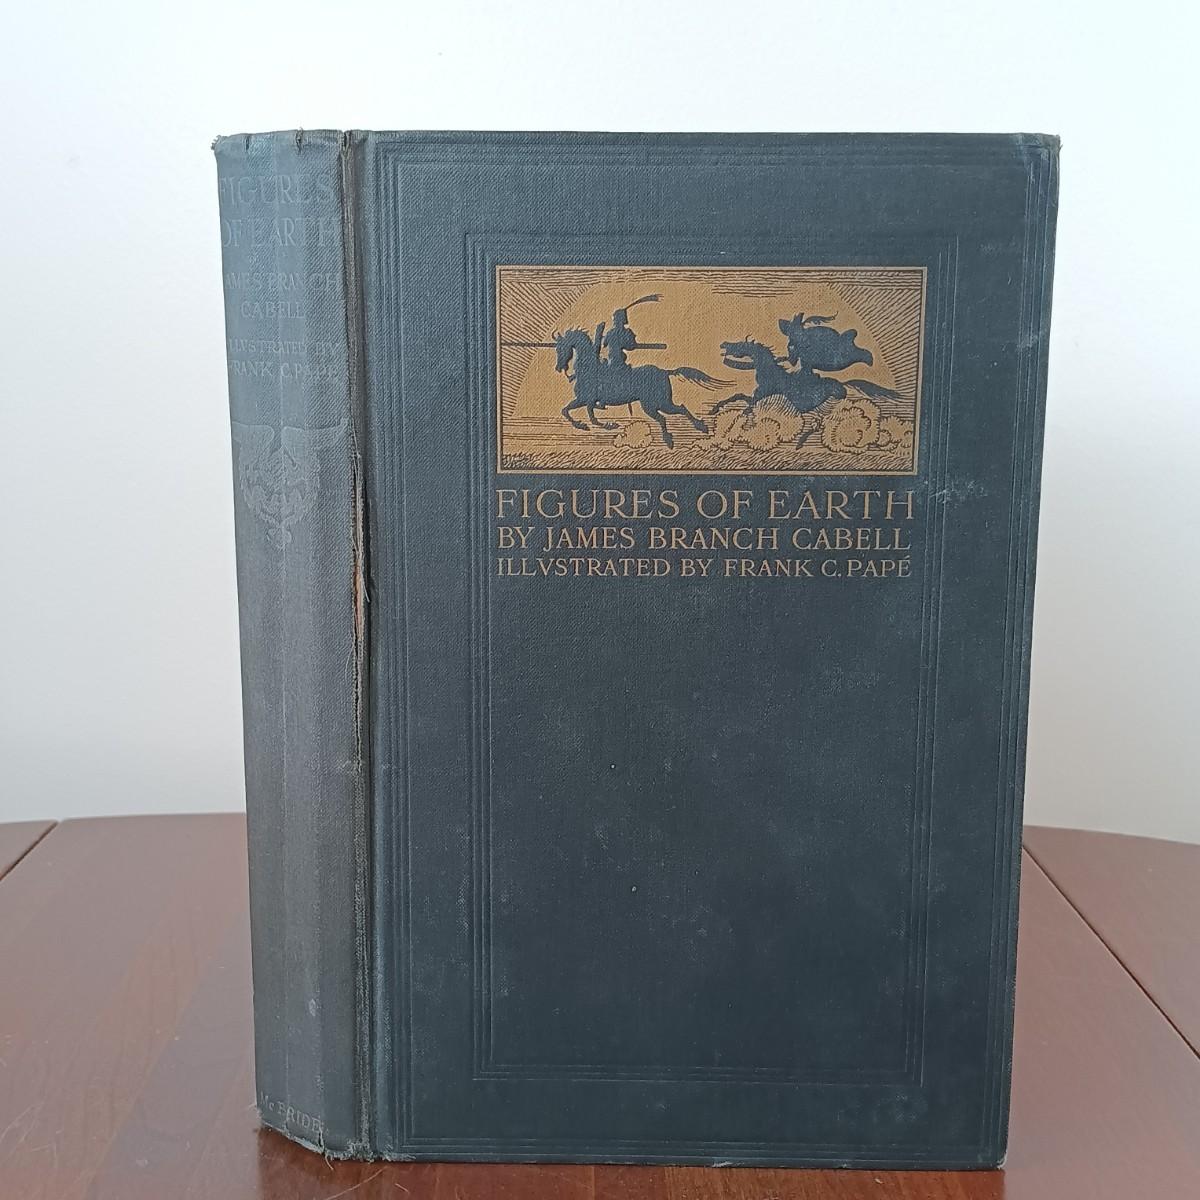 FIGURES
OF EARTH
JAMES BRANCH
CABELL
ILLVSTRATED BY
FRANK C. PAPÉ
McBRIDE
FIGURES OF EARTH
BY JAMES BRANCH CABELL
ILLVSTRATED BY FRANK C. PAPÉ